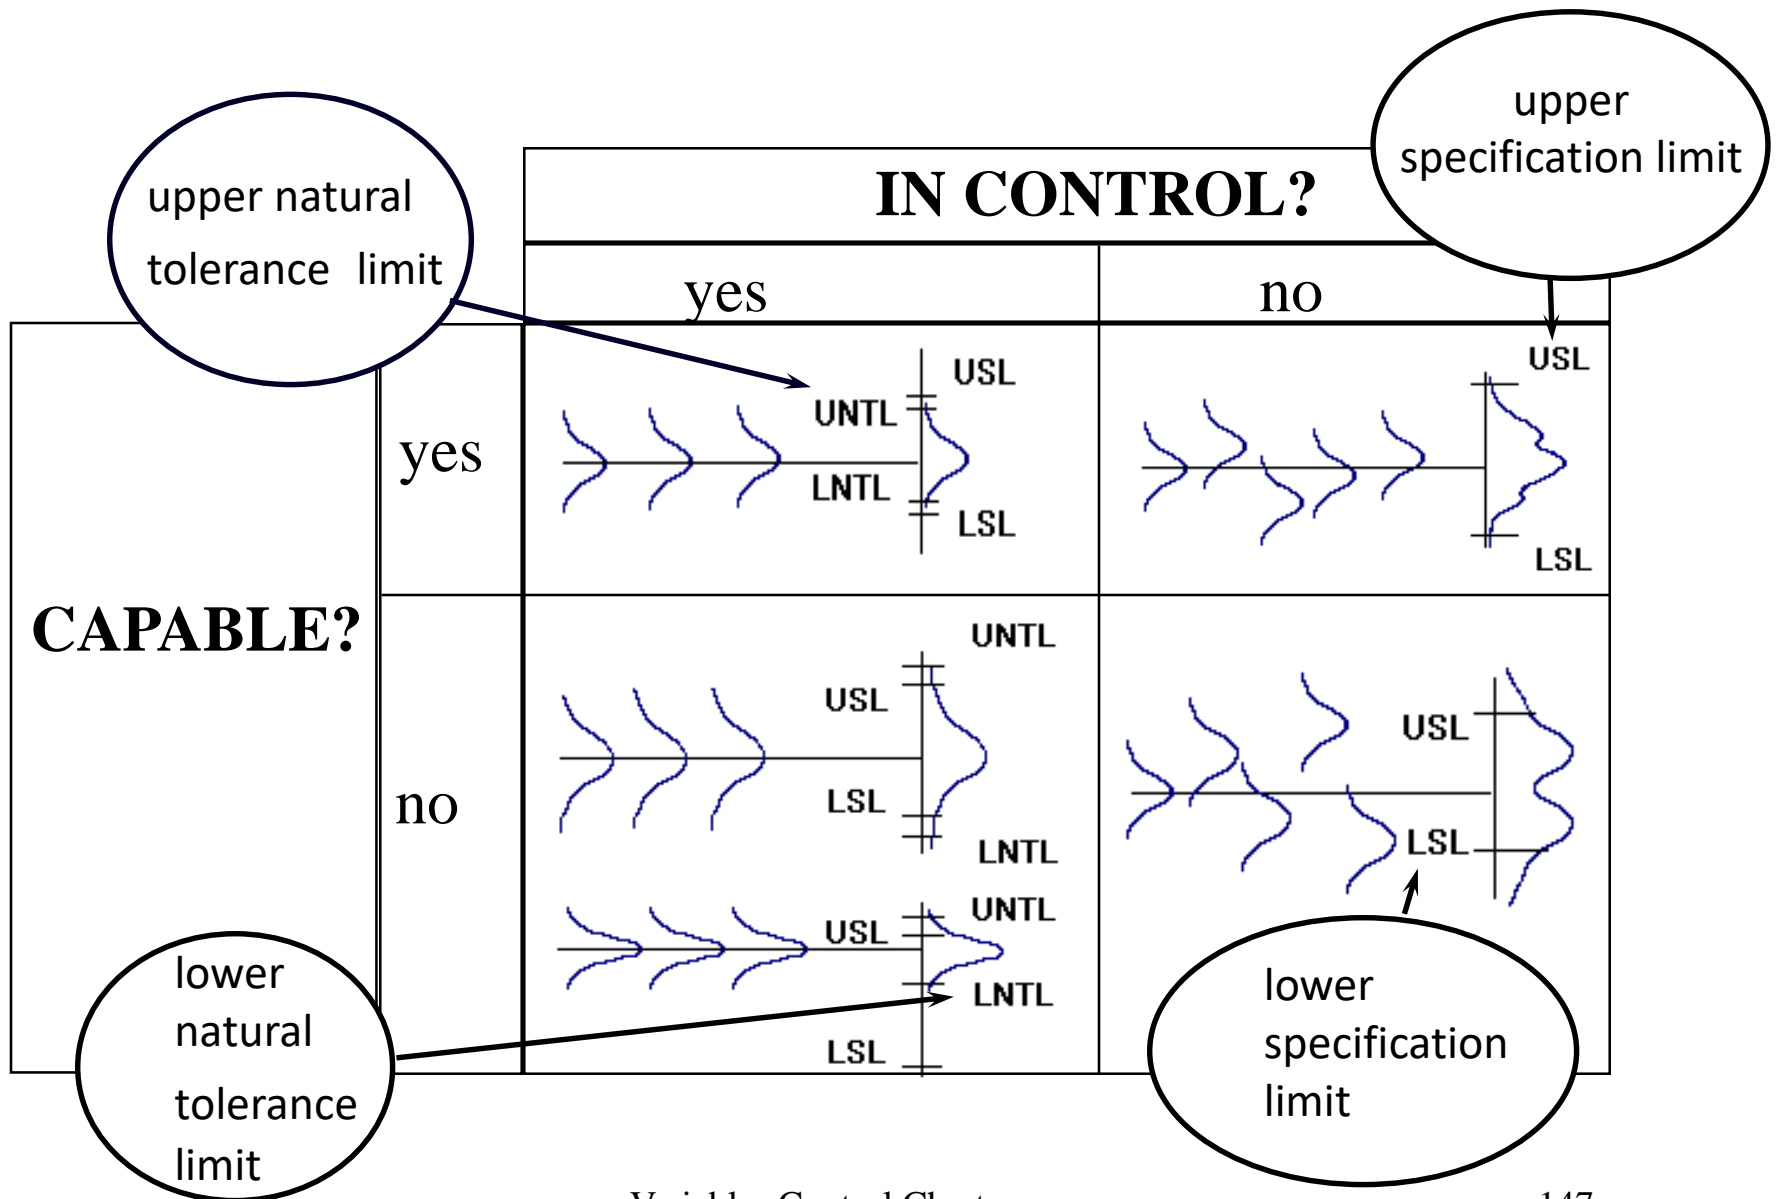 upper
specification limit
upper natural
tolerance limit
IN CONTROL?
yes
no
CAPABLE?
yes
USL
UNTL
LNTL
LSL
USL
LSL
no
UNTL
USL
LSL
LNTL
UNTL
USL
LNTL
LSL
USL
LSL
lower
natural
tolerance
limit
lower
specification
limit
Control